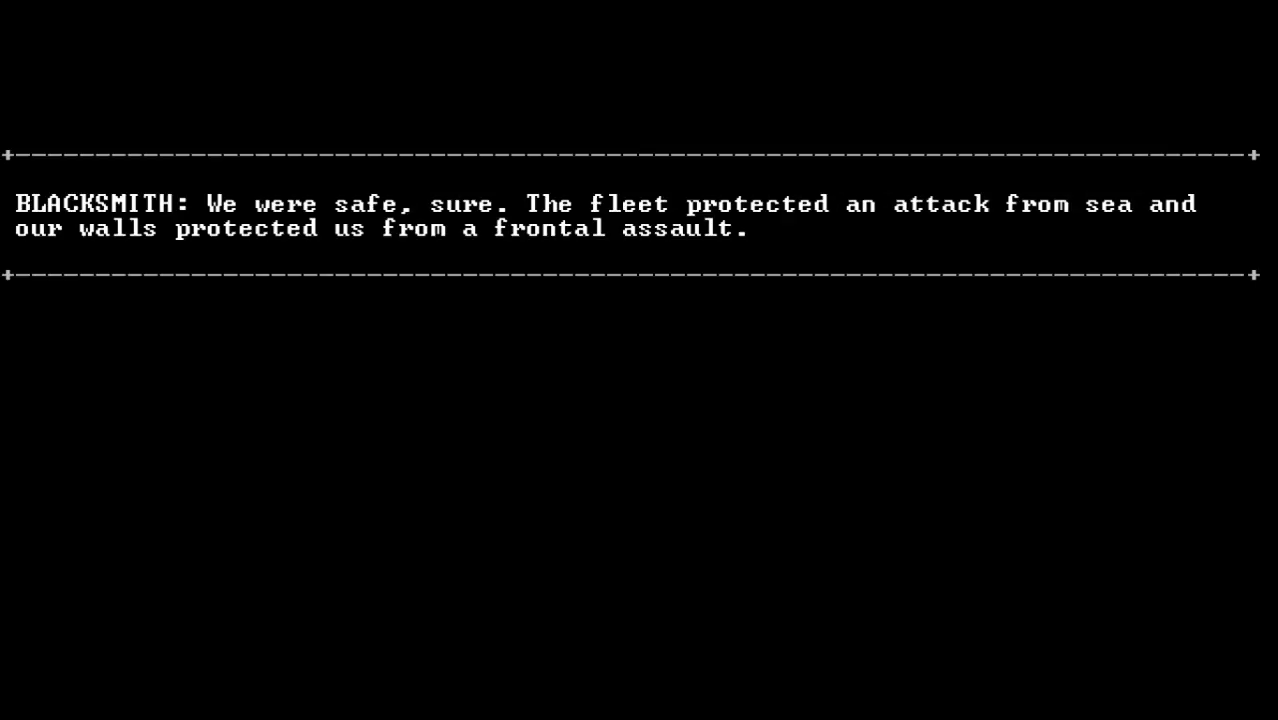 BLACKSMITH: We were safe, sure. The fleet protected an attack from sea and
our walls protected us from a frontal assault.